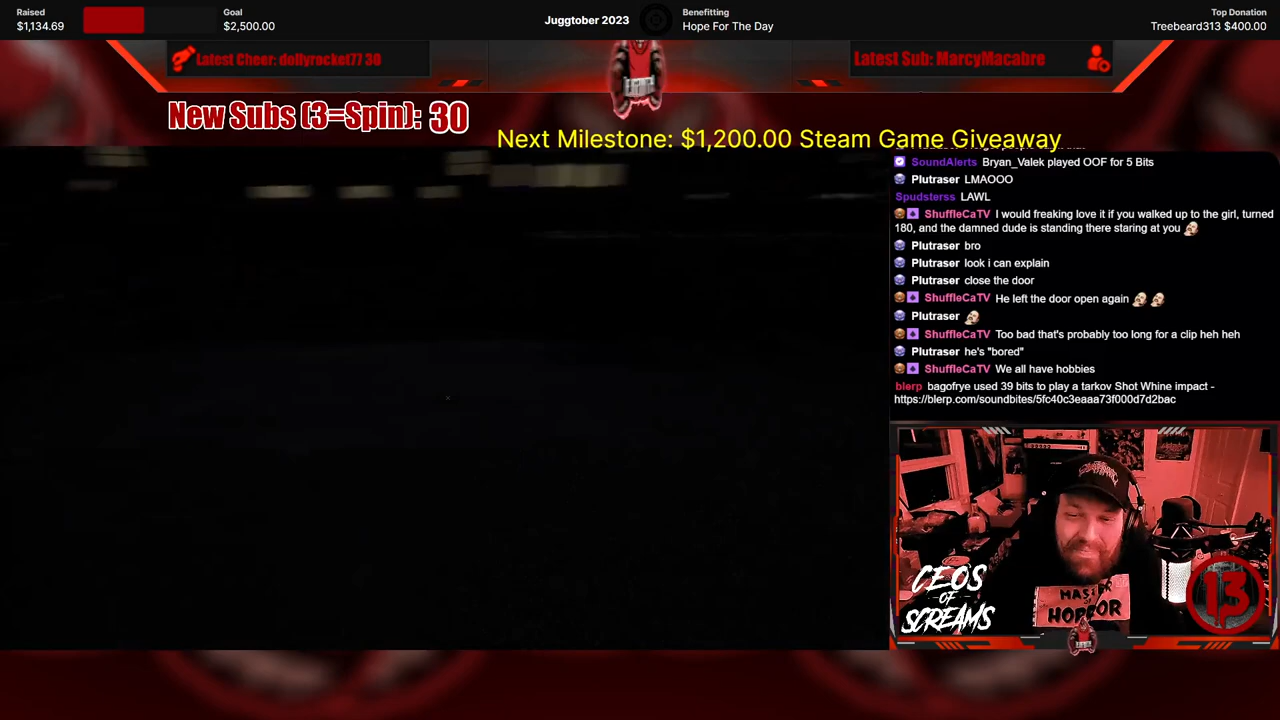 Raised
$1,134.69
Goal
$2,500.00
Juggtober 2023
Benefitting
Hope For The Day
Top Donation
Treebeard313 $400.00
Latest Cheer: dollyrocket77 30
Latest Sub: MarcyMacabre
New Subs (3=Spin): 30
Next Milestone: $1,200.00 Steam Game Giveaway
SoundAlerts Bryan_Valek played OOF for 5 Bits
Plutraser LMAOOO
Spudsterss LAWL
ShuffleCaTV I would freaking love it if you walked up to the girl, turned
180, and the damned dude is standing there staring at you
Plutraser bro
Plutraser look i can explain
Plutraser close the door
ShuffleCaTV He left the door open again
Plutraser
ShuffleCaTV Too bad that's probably too long for a clip heh heh
Plutraser he's "bored"
ShuffleCaTV We all have hobbies
blerp bagofrye used 39 bits to play a tarkov Shot Whine impact -
https://blerp.com/soundbites/5fc40c3eaaa73f000d7d2bac
CEOS
OF
SCREAMS
MASTER
OF
HORROR
13